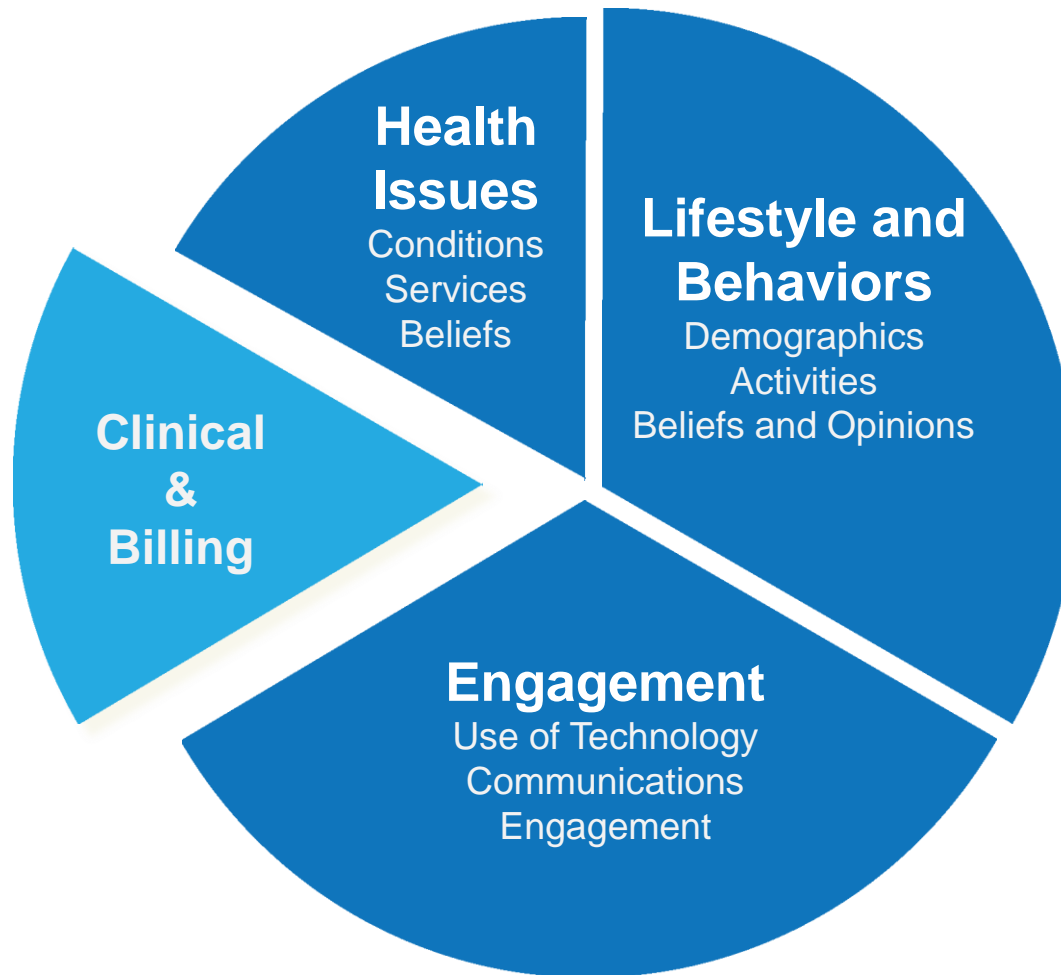 Health
Issues
Conditions
Services
Beliefs
Lifestyle and
Behaviors
Demographics
Activities
Beliefs and Opinions
Clinical
&
Billing
Engagement
Use of Technology
Communications
Engagement